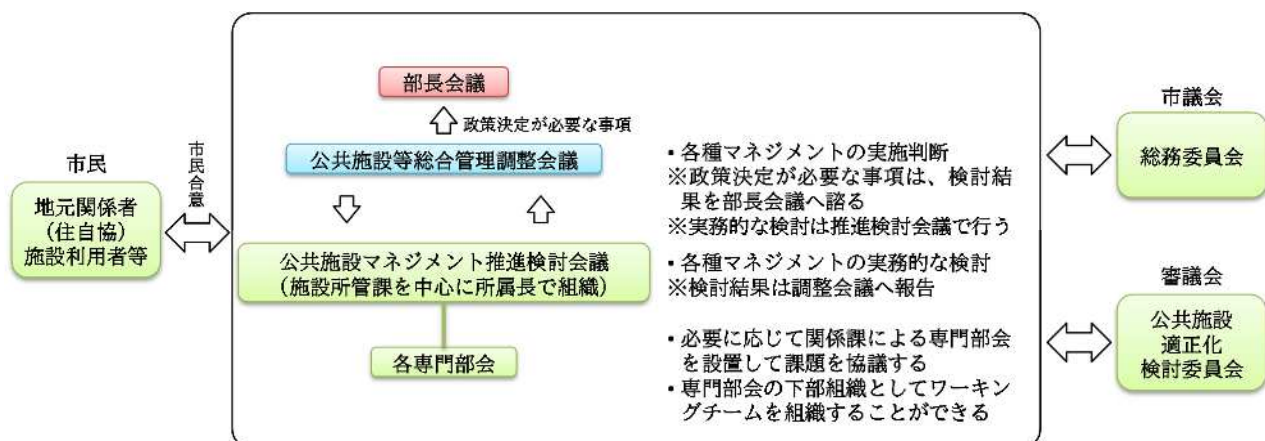 部長会議
政策決定が必要な事項
公共施設等総合管理調整会議
・各種マネジメントの実施判断
※政策決定が必要な事項は、検討結
果を部長会議へ諮る
※実務的な検討は推進検討会議で行う
公共施設マネジメント推進検討会議
(施設所管課を中心に所属長で組織)
・各種マネジメントの実務的な検討
※検討結果は調整会議へ報告
各専門部会
・必要に応じて関係課による専門部会
を設置して課題を協議する
・専門部会の下部組織としてワーキン
グチームを組織することができる
市民
地元関係者
(住自協)
施設利用者等
市民合意
市議会
総務委員会
審議会
公共施設
適正化
検討委員会